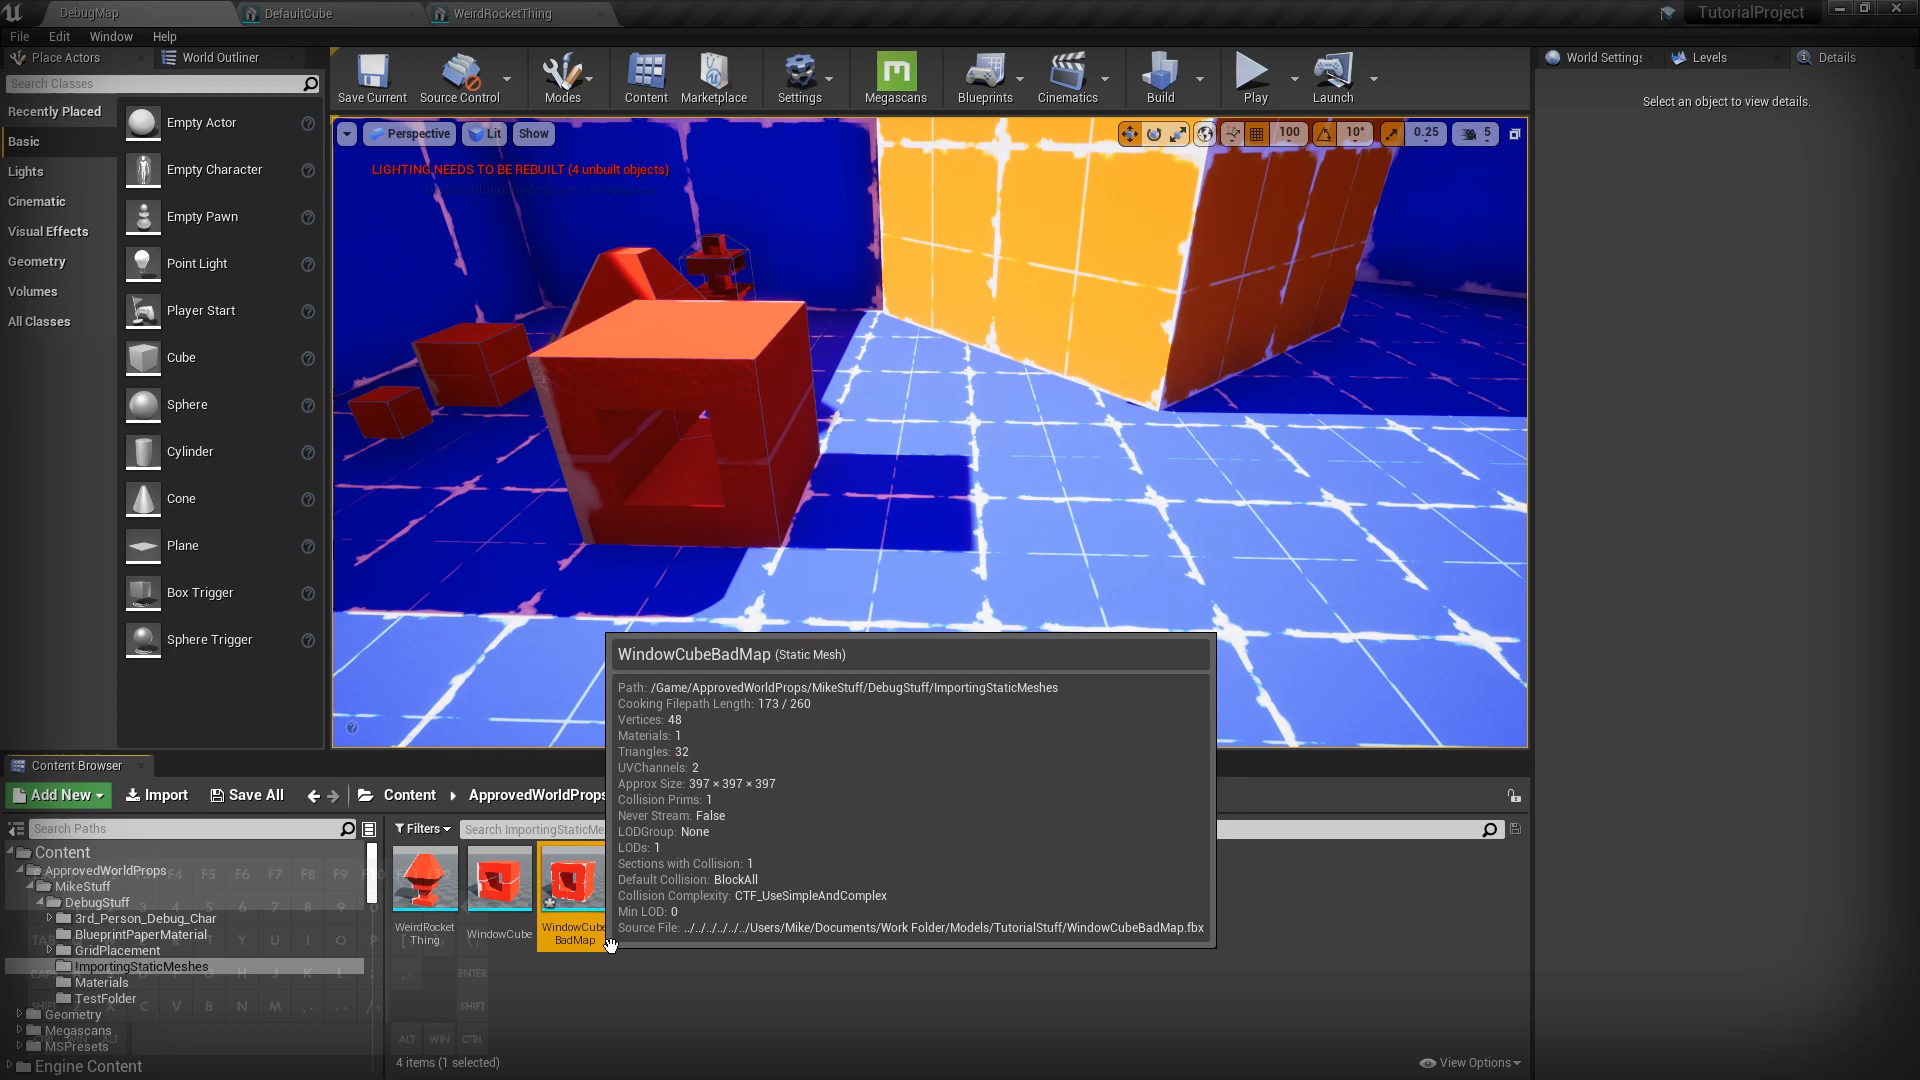 DebugMap
DefaultCube
WeirdRocketThing
TutorialProject
File Edit Window Help
Place Actors
World Outliner
Search Classes
Recently Placed
Basic
Lights
Cinematic
Visual Effects
Geometry
Volumes
All Classes
Empty Actor
Empty Character
Empty Pawn
Point Light
Player Start
Cube
Sphere
Cylinder
Cone
Plane
Box Trigger
Sphere Trigger
Save Current
Source Control
Modes
Content
Marketplace
Settings
Megascans
Blueprints
Cinematics
Build
Play
Launch
Perspective
Lit
Show
100
10°
0.25
5
LIGHTING NEEDS TO BE REBUILT (4 unbuilt objects)
World Settings
Levels
Details
Select an object to view details.
WindowCubeBadMap (Static Mesh)
Path: /Game/ApprovedWorldProps/MikeStuff/DebugStuff/ImportingStaticMeshes
Cooking Filepath Length: 173 / 260
Vertices: 48
Materials: 1
Triangles: 32
UVChannels: 2
Approx Size: 397 × 397 × 397
Collision Prims: 1
Never Stream: False
LODGroup: None
LODs: 1
Sections with Collision: 1
Default Collision: BlockAll
Collision Complexity: CTF_UseSimpleAndComplex
Min LOD: 0
Source File: ../../../../../../Users/Mike/Documents/Work Folder/Models/TutorialStuff/WindowCubeBadMap.fbx
Content Browser
Add New
Import
Save All
Content
ApprovedWorldProps
Search Paths
Filters
Search ImportingStaticMe
Content
ApprovedWorldProps
MikeStuff
DebugStuff
3rd_Person_Debug_Char
BlueprintPaperMaterial
GridPlacement
ImportingStaticMeshes
Materials
TestFolder
Geometry
Megascans
MSPresets
Engine Content
WeirdRocket
Thing
WindowCube
WindowCube
BadMap
ENTER
SHIFT
ALT WIN CTRL
4 items (1 selected)
View Options